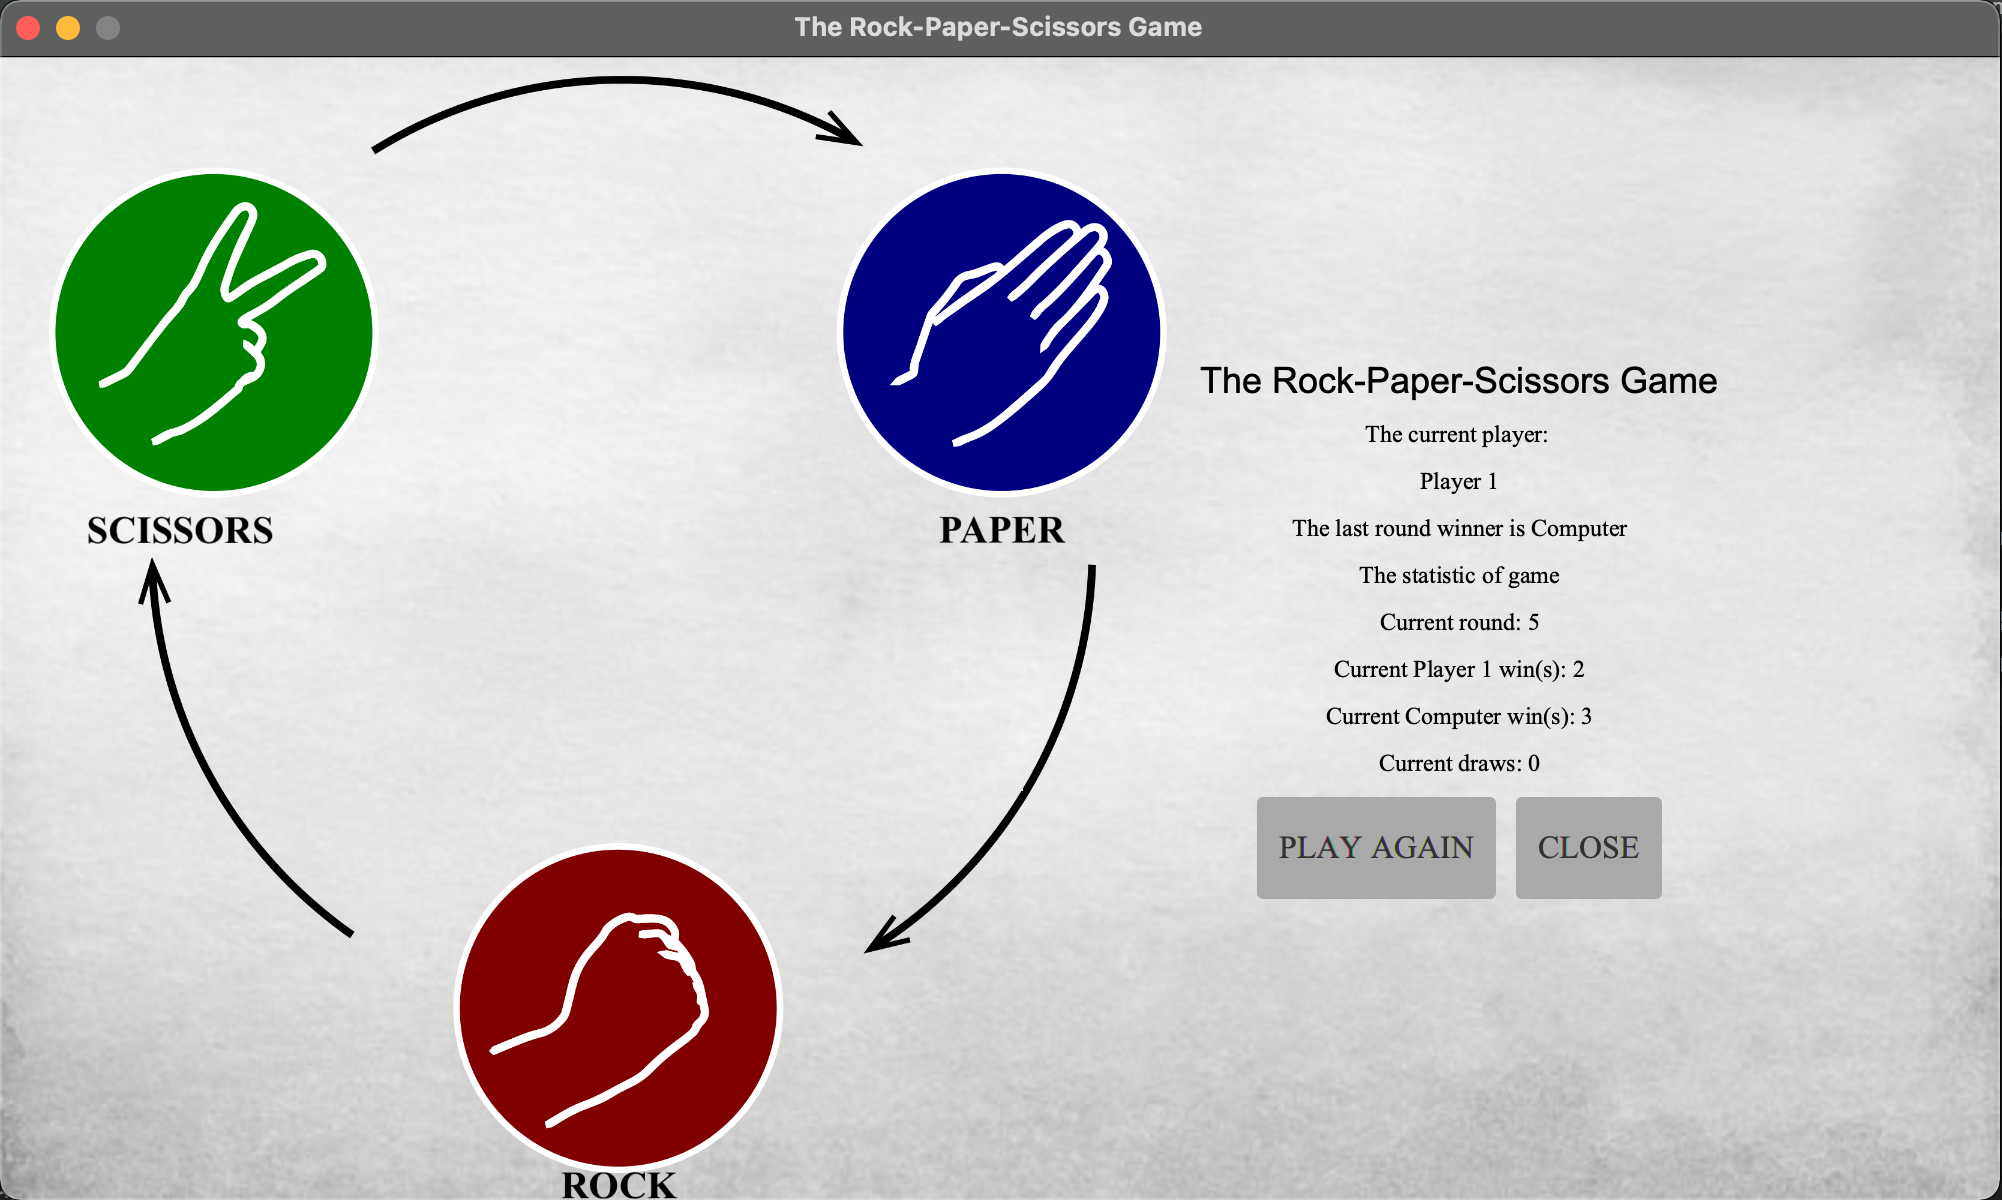 The Rock-Paper-Scissors Game
SCISSORS
PAPER
ROCK
The Rock-Paper-Scissors Game
The current player:
Player 1
The last round winner is Computer
The statistic of game
Current round: 5
Current Player 1 win(s): 2
Current Computer win(s): 3
Current draws: 0
PLAY AGAIN
CLOSE